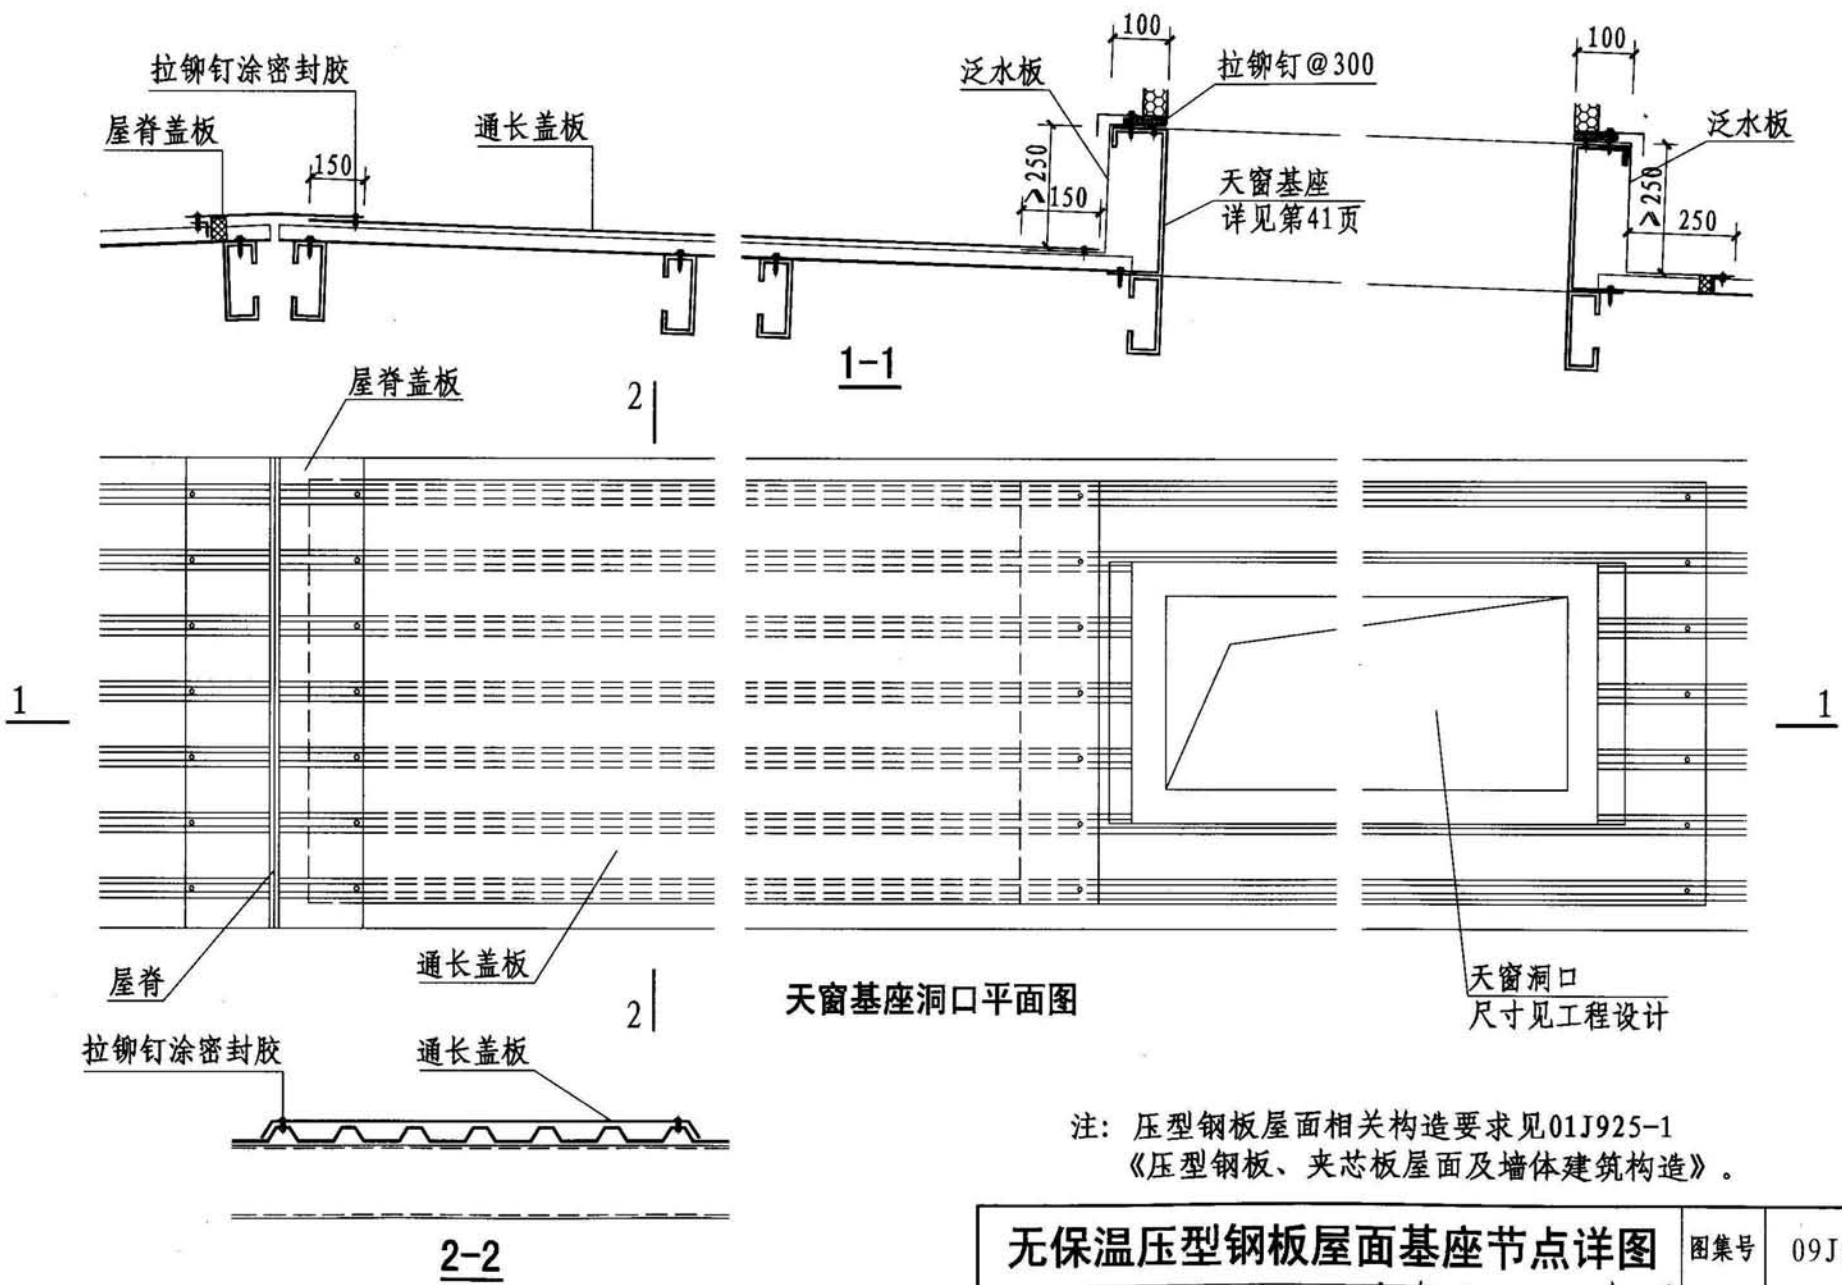 拉铆钉涂密封胶
屋脊盖板
150
通长盖板
泛水板
100
拉铆钉@300
>250
150
天窗基座
详见第41页
100
泛水板
>250
250
1-1
屋脊盖板
2
1
1
屋脊
通长盖板
2
天窗基座洞口平面图
天窗洞口
尺寸见工程设计
拉铆钉涂密封胶
通长盖板
2-2
注: 压型钢板屋面相关构造要求见01J925-1
《压型钢板、夹芯板屋面及墙体建筑构造》。
无保温压型钢板屋面基座节点详图
图集号
09J